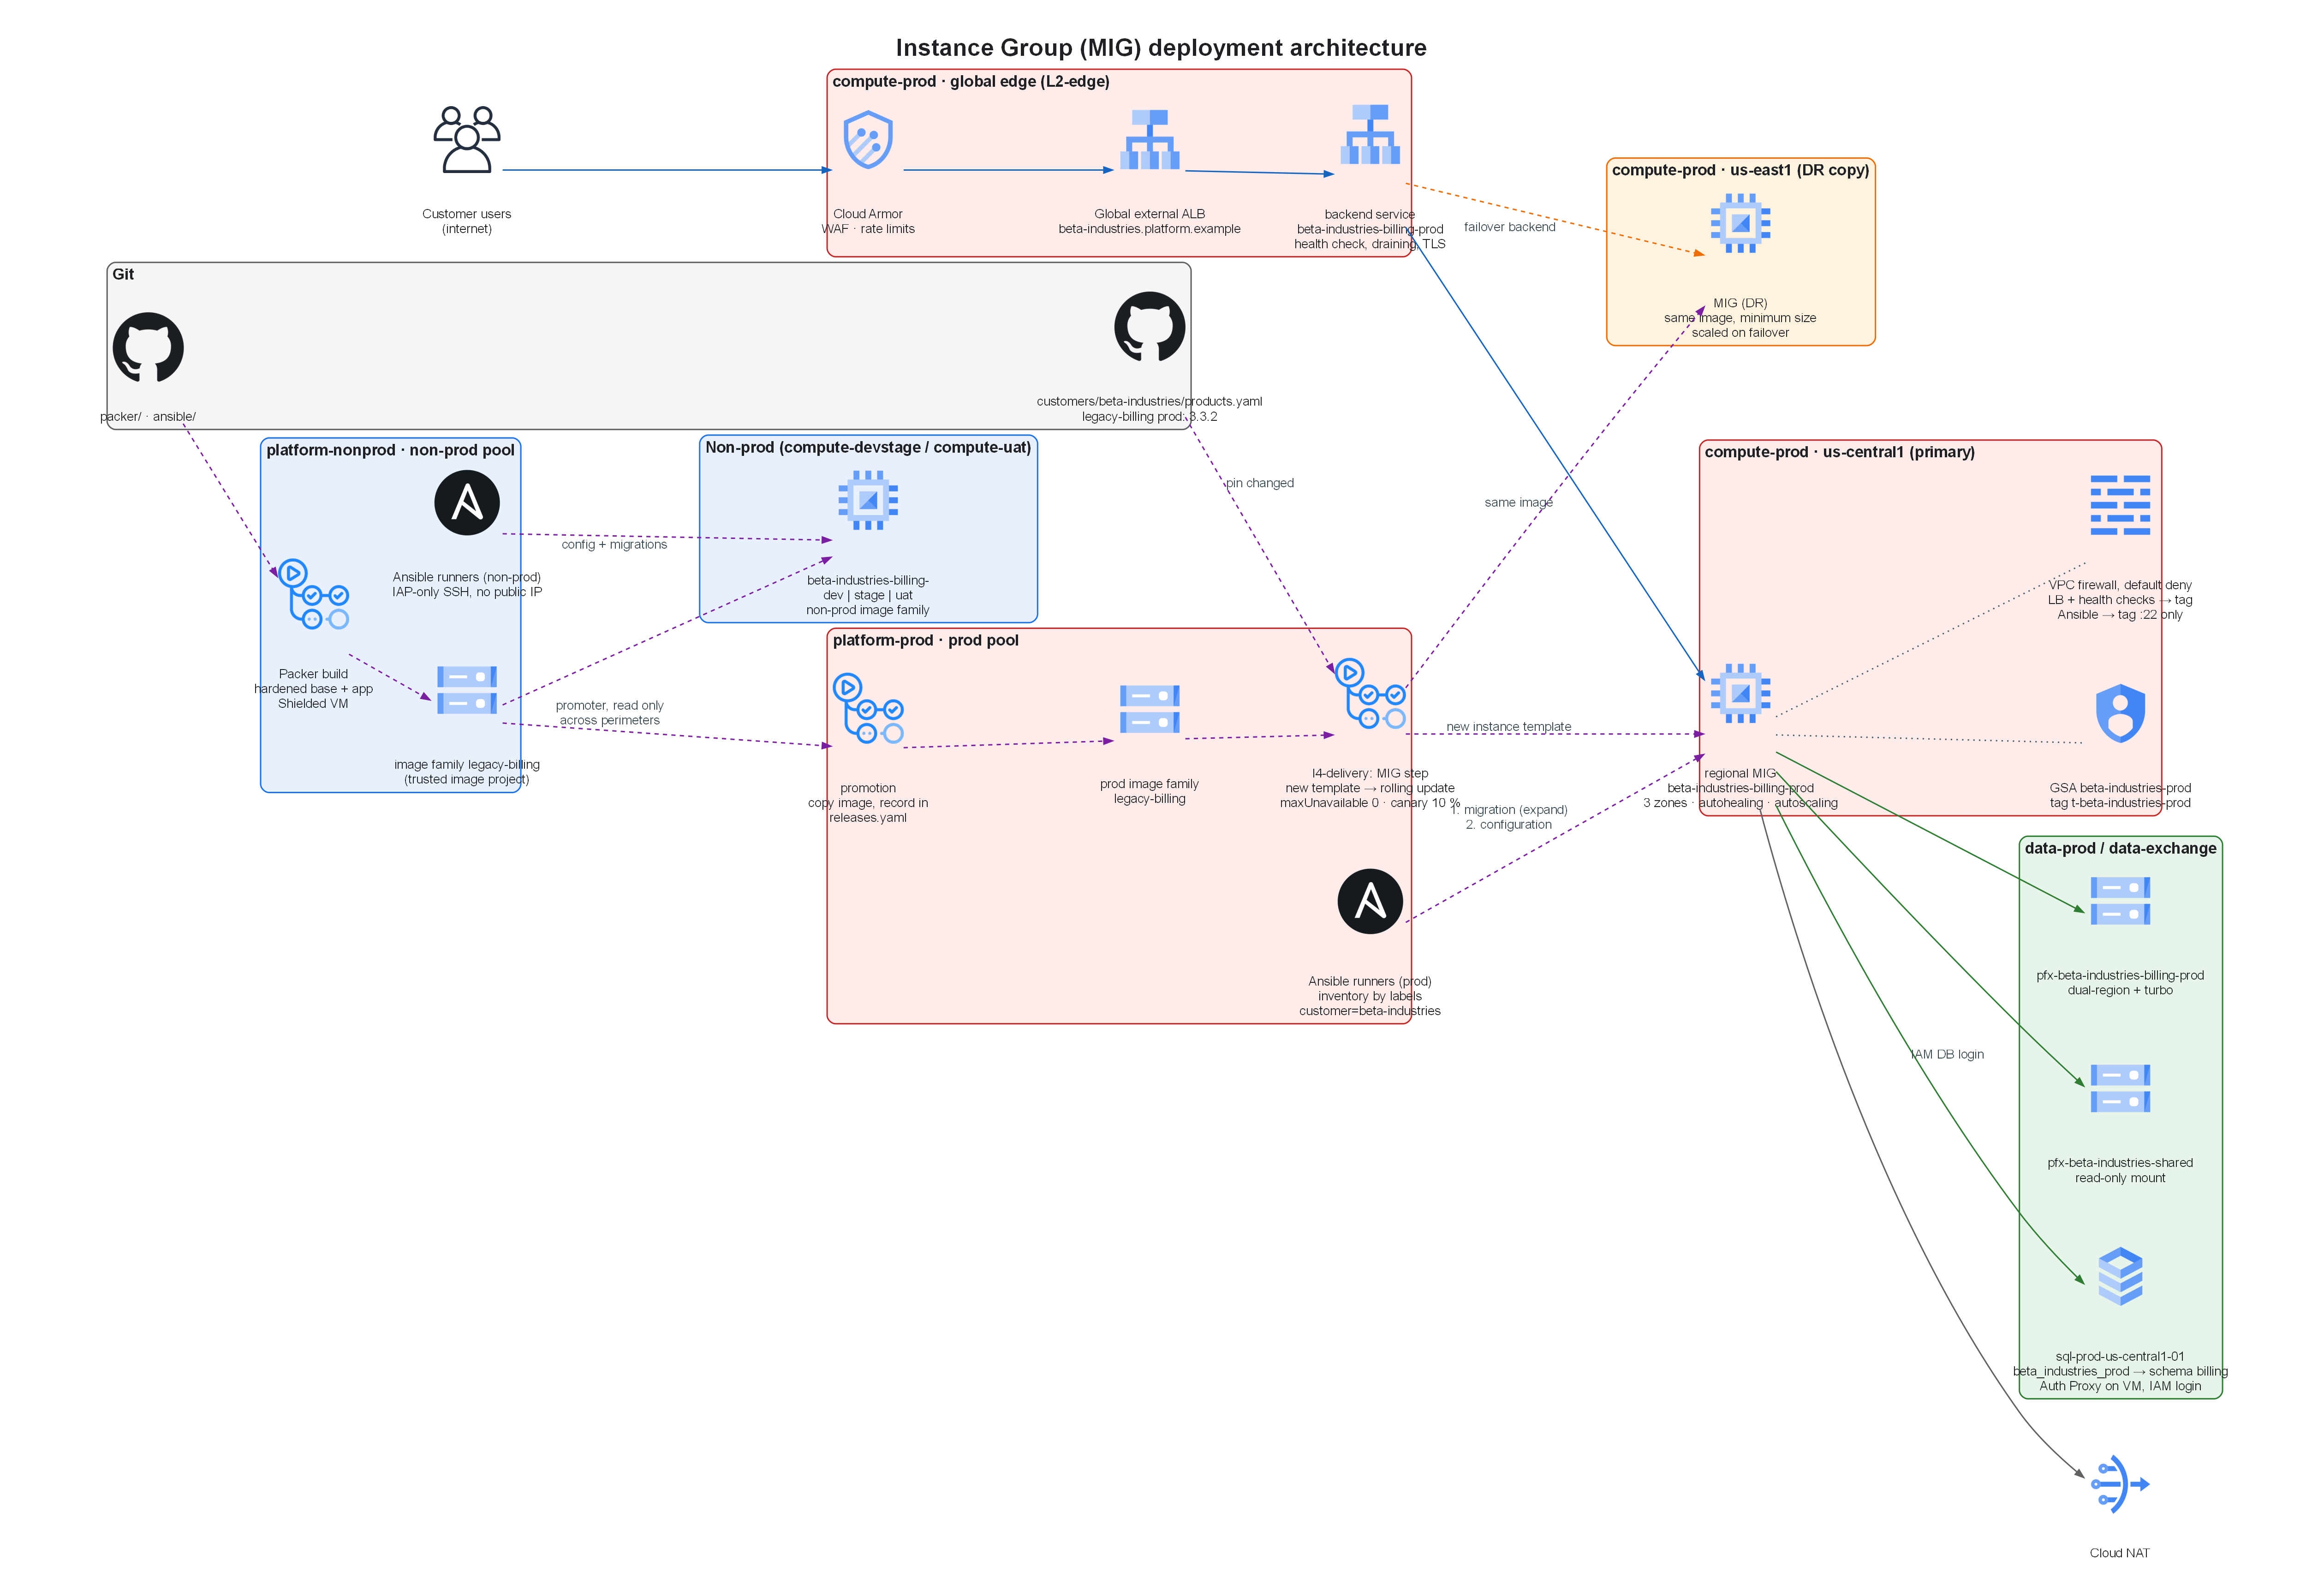 Instance Group (MIG) deployment architecture
compute-prod · global edge (L2-edge)
Customer users
(internet)
Cloud Armor
WAF · rate limits
Global external ALB
beta-industries.platform.example
backend service
beta-industries-billing-prod
health check, draining, TLS
failover backend
compute-prod · us-east1 (DR copy)
MIG (DR)
same image, minimum size
scaled on failover
Git
packer/ · ansible/
customers/beta-industries/products.yaml
legacy-billing prod: 3.3.2
pin changed
same image
platform-nonprod · non-prod pool
Ansible runners (non-prod)
IAP-only SSH, no public IP
Packer build
hardened base + app
Shielded VM
image family legacy-billing
(trusted image project)
config + migrations
promoter, read only
across perimeters
Non-prod (compute-devstage / compute-uat)
beta-industries-billing-
dev | stage | uat
non-prod image family
platform-prod · prod pool
promotion
copy image, record in
releases.yaml
prod image family
legacy-billing
l4-delivery: MIG step
new template → rolling update
maxUnavailable 0 · canary 10 %
Ansible runners (prod)
inventory by labels
customer=beta-industries
new instance template
1. migration (expand)
2. configuration
compute-prod · us-central1 (primary)
VPC firewall, default deny
LB + health checks → tag
Ansible → tag :22 only
regional MIG
beta-industries-billing-prod
3 zones · autohealing · autoscaling
GSA beta-industries-prod
tag t-beta-industries-prod
data-prod / data-exchange
pfx-beta-industries-billing-prod
dual-region + turbo
IAM DB login
pfx-beta-industries-shared
read-only mount
sql-prod-us-central1-01
beta_industries_prod → schema billing
Auth Proxy on VM, IAM login
Cloud NAT